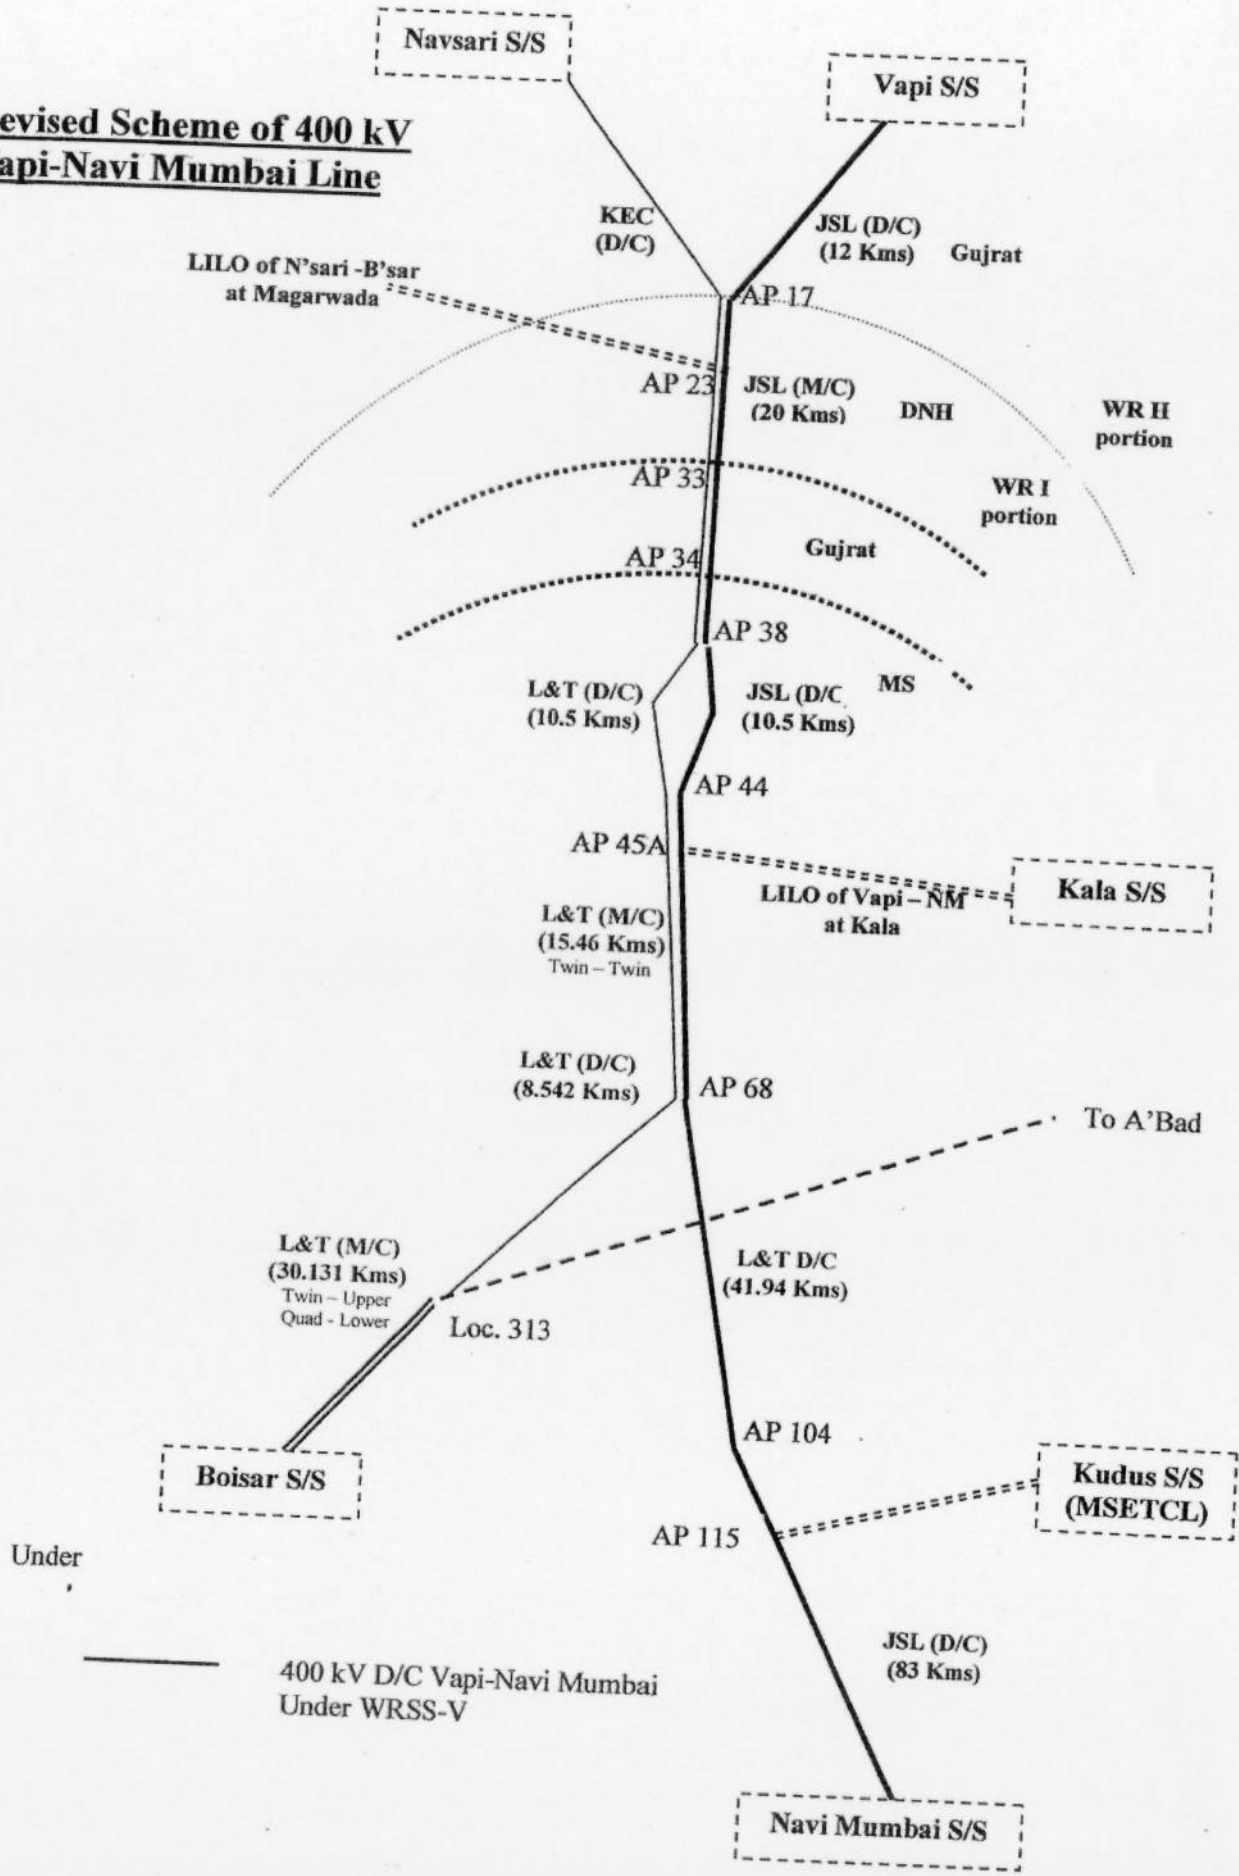 Navsari S/S
Vapi S/S
evised Scheme of 400 kV
api-Navi Mumbai Line
KEC
(D/C)
JSL (D/C)
(12 Kms)
Gujrat
LILO of N'sari -B'sar
at Magarwada
AP 17
AP 23
JSL (M/C)
(20 Kms)
DNH
WR H
portion
AP 33
WR I
portion
AP 34
Gujrat
AP 38
L&T (D/C)
(10.5 Kms)
JSL (D/C
(10.5 Kms)
MS
AP 44
AP 45A
LILO of Vapi – NM
at Kala
Kala S/S
L&T (M/C)
(15.46 Kms)
Twin – Twin
L&T (D/C)
(8.542 Kms)
AP 68
To A'Bad
L&T (M/C)
(30.131 Kms)
Twin – Upper
Quad - Lower
L&T D/C
(41.94 Kms)
Loc. 313
AP 104
Boisar S/S
Kudus S/S
(MSETCL)
AP 115
Under
JSL (D/C)
(83 Kms)
400 kV D/C Vapi-Navi Mumbai
Under WRSS-V
Navi Mumbai S/S